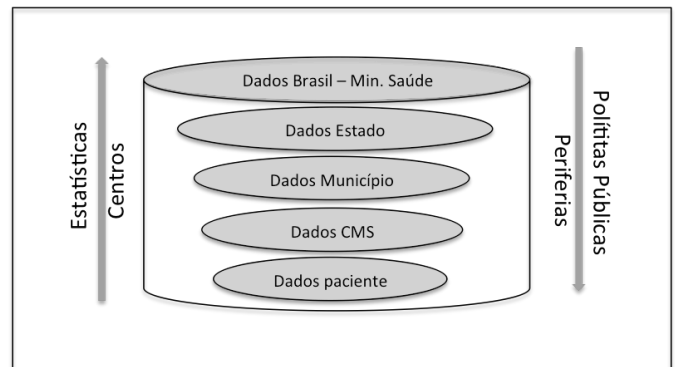 Dados Brasil – Min. Saúde
Dados Estado
Dados Município
Dados CMS
Dados paciente
Estatísticas
Centros
Polítitas Públicas
Periferias